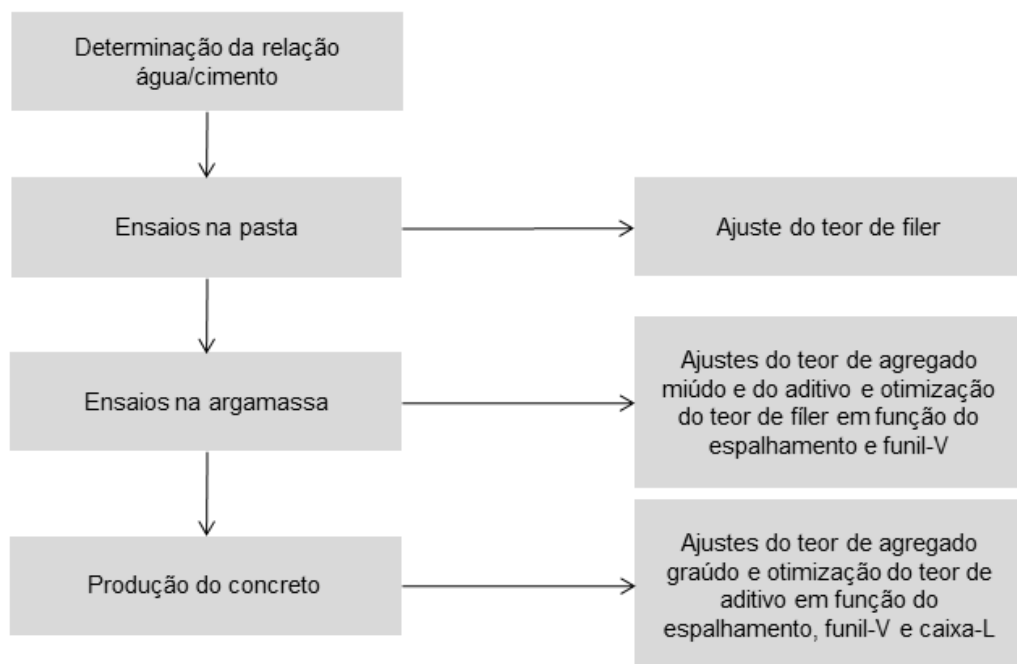 Determinação da relação
água/cimento
Ensaios na pasta
Ajuste do teor de filer
Ensaios na argamassa
Ajustes do teor de agregado
miúdo e do aditivo e otimização
do teor de fíler em função do
espalhamento e funil-V
Produção do concreto
Ajustes do teor de agregado
graúdo e otimização do teor de
aditivo em função do
espalhamento, funil-V e caixa-L